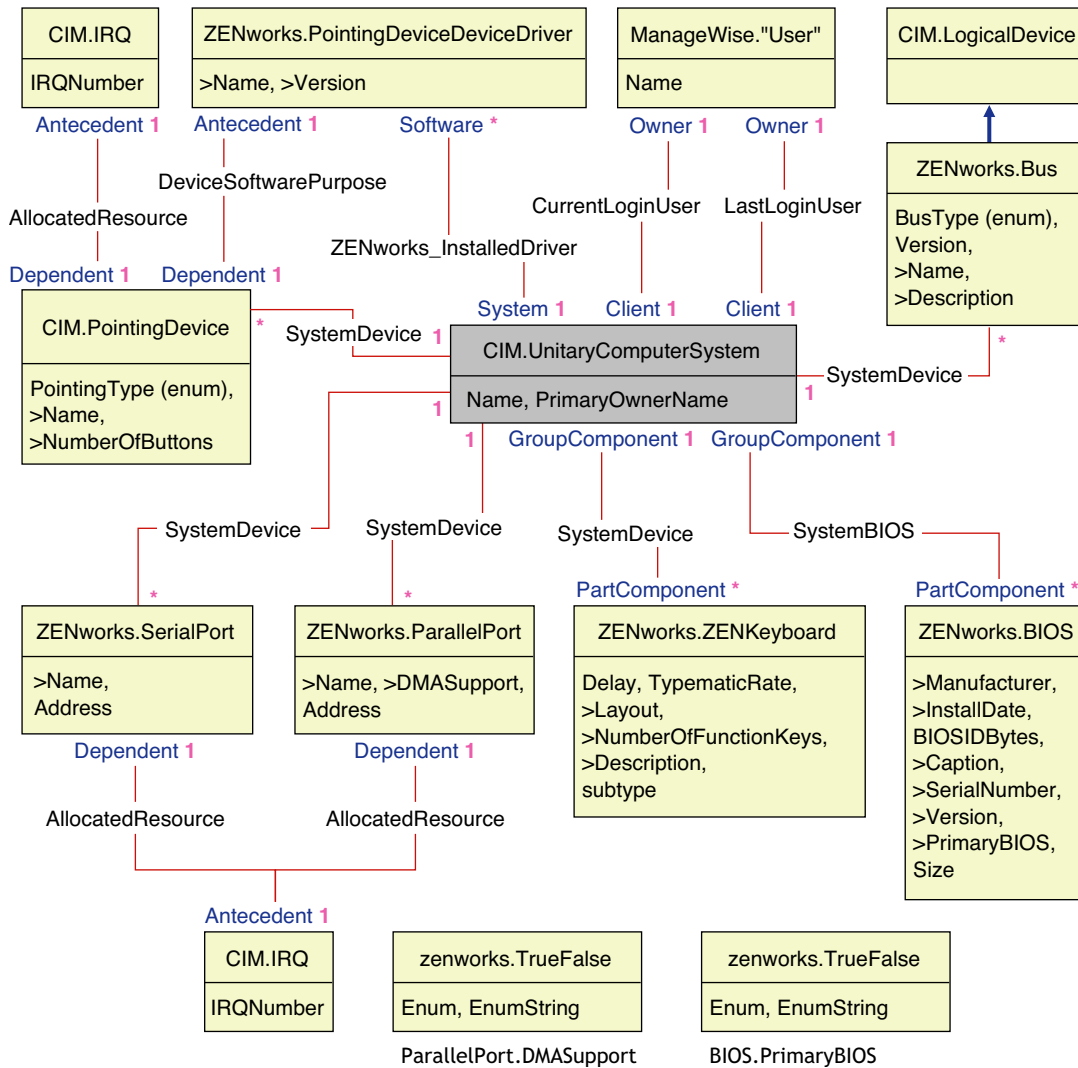 CIM.IRQ
IRQNumber
ZENworks.PointingDeviceDeviceDriver
>Name, >Version
ManageWise."User"
Name
CIM.LogicalDevice
Antecedent 1
Antecedent 1
Software *
Owner 1
Owner 1
DeviceSoftwarePurpose
AllocatedResource
CurrentLoginUser
LastLoginUser
ZENworks_InstalledDriver
ZENworks.Bus
BusType (enum),
Version,
>Name,
>Description
Dependent 1
Dependent 1
System 1
Client 1
Client 1
CIM.PointingDevice
PointingType (enum),
>Name,
>NumberOfButtons
*
SystemDevice
1
CIM.UnitaryComputerSystem
Name, PrimaryOwnerName
*
SystemDevice
1
1
1
GroupComponent 1
GroupComponent 1
SystemDevice
SystemDevice
SystemDevice
SystemBIOS
*
*
PartComponent *
PartComponent *
ZENworks.SerialPort
>Name,
Address
ZENworks.ParallelPort
>Name, >DMASupport,
Address
ZENworks.ZENKeyboard
Delay, TypematicRate,
>Layout,
>NumberOfFunctionKeys,
>Description,
subtype
ZENworks.BIOS
>Manufacturer,
>InstallDate,
BIOSIDBytes,
>Caption,
>SerialNumber,
>Version,
>PrimaryBIOS,
Size
Dependent 1
Dependent 1
AllocatedResource
AllocatedResource
Antecedent 1
CIM.IRQ
IRQNumber
zenworks.TrueFalse
Enum, EnumString
zenworks.TrueFalse
Enum, EnumString
ParallelPort.DMASupport
BIOS.PrimaryBIOS